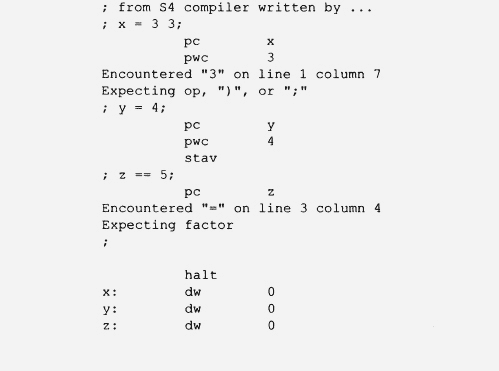 ; from S4 compiler written by ...
; x = 3 3;
pc x
pwc 3
Encountered "3" on line 1 column 7
Expecting op, ")", or ";"
; y = 4;
pc y
pwc 4
stav
; z == 5;
pc z
Encountered "=" on line 3 column 4
Expecting factor
;
halt
x: dw 0
y: dw 0
z: dw 0